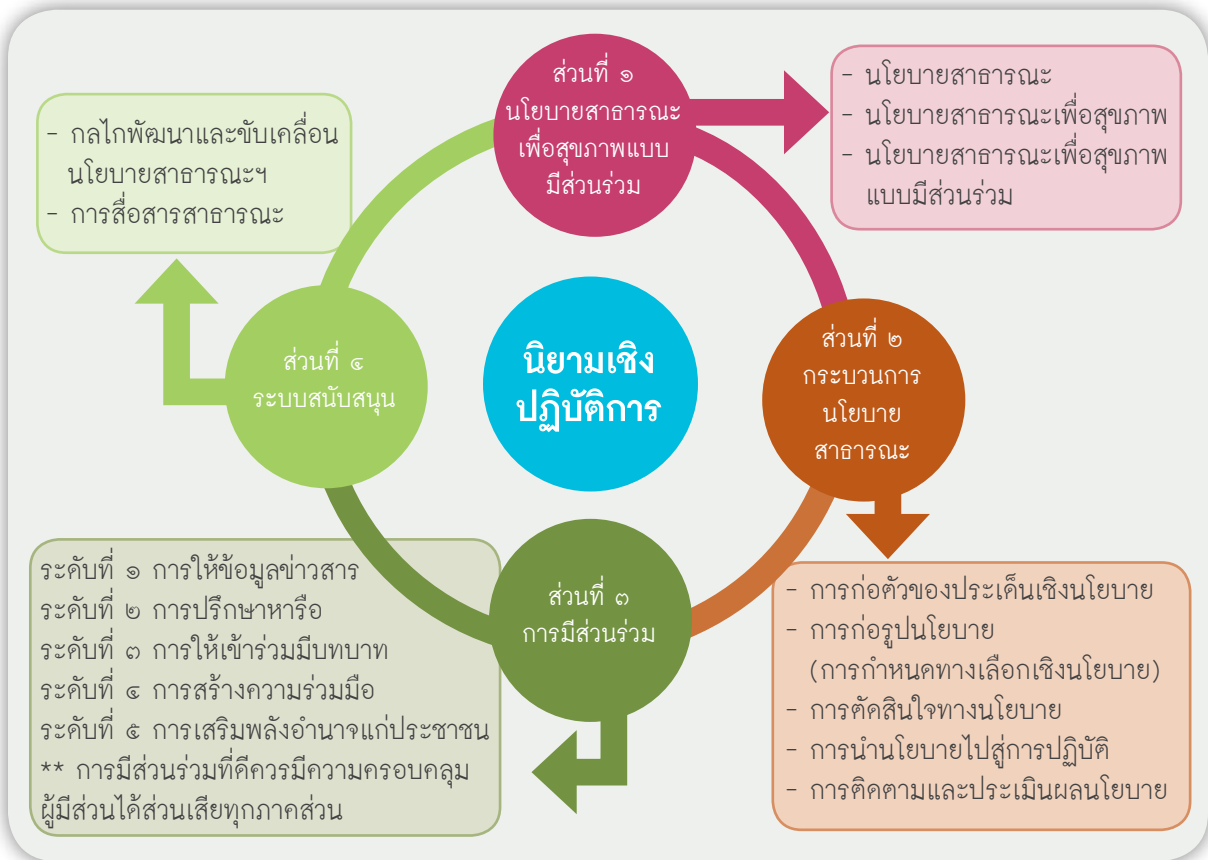 ส่วนที่ ๑
นโยบายสาธารณะ
เพื่อสุขภาพแบบ
มีส่วนร่วม
- นโยบายสาธารณะ
- นโยบายสาธารณะเพื่อสุขภาพ
- นโยบายสาธารณะเพื่อสุขภาพ
แบบมีส่วนร่วม
- กลไกพัฒนาและขับเคลื่อน
นโยบายสาธารณะฯ
- การสื่อสารสาธารณะ
ส่วนที่ ๔
ระบบสนับสนุน
นิยามเชิง
ปฏิบัติการ
ส่วนที่ ๒
กระบวนการ
นโยบาย
สาธารณะ
ระดับที่ ๑ การให้ข้อมูลข่าวสาร
ระดับที่ ๒ การปรึกษาหารือ
ระดับที่ ๓ การให้เข้าร่วมมีบทบาท
ระดับที่ ๔ การสร้างความร่วมมือ
ระดับที่ ๕ การเสริมพลังอำนาจแก่ประชาชน
** การมีส่วนร่วมที่ดีควรมีความครอบคลุม
ผู้มีส่วนได้ส่วนเสียทุกภาคส่วน
ส่วนที่ ๓
การมีส่วนร่วม
- การก่อตัวของประเด็นเชิงนโยบาย
- การก่อรูปนโยบาย
(การกำหนดทางเลือกเชิงนโยบาย)
- การตัดสินใจทางนโยบาย
- การนำนโยบายไปสู่การปฏิบัติ
- การติดตามและประเมินผลนโยบาย